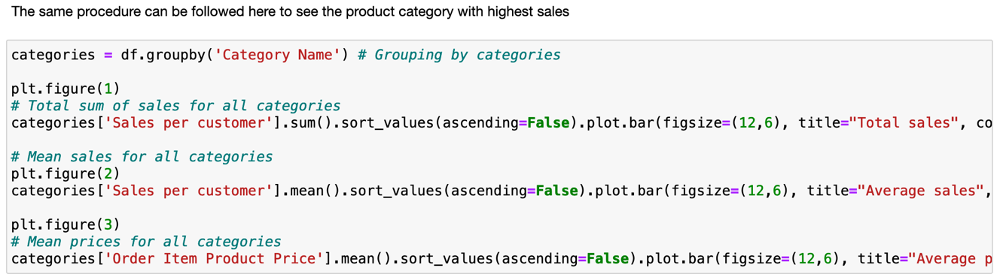 The same procedure can be followed here to see the product category with highest sales
categories = df.groupby('Category Name') # Grouping by categories
plt.figure(1)
# Total sum of sales for all categories
categories['Sales per customer'].sum().sort_values(ascending=False).plot.bar(figsize=(12,6), title="Total sales", co
# Mean sales for all categories
plt.figure(2)
categories['Sales per customer'].mean().sort_values(ascending=False).plot.bar(figsize=(12,6), title="Average sales",
plt.figure(3)
# Mean prices for all categories
categories['Order Item Product Price'].mean().sort_values(ascending=False).plot.bar(figsize=(12,6), title="Average p